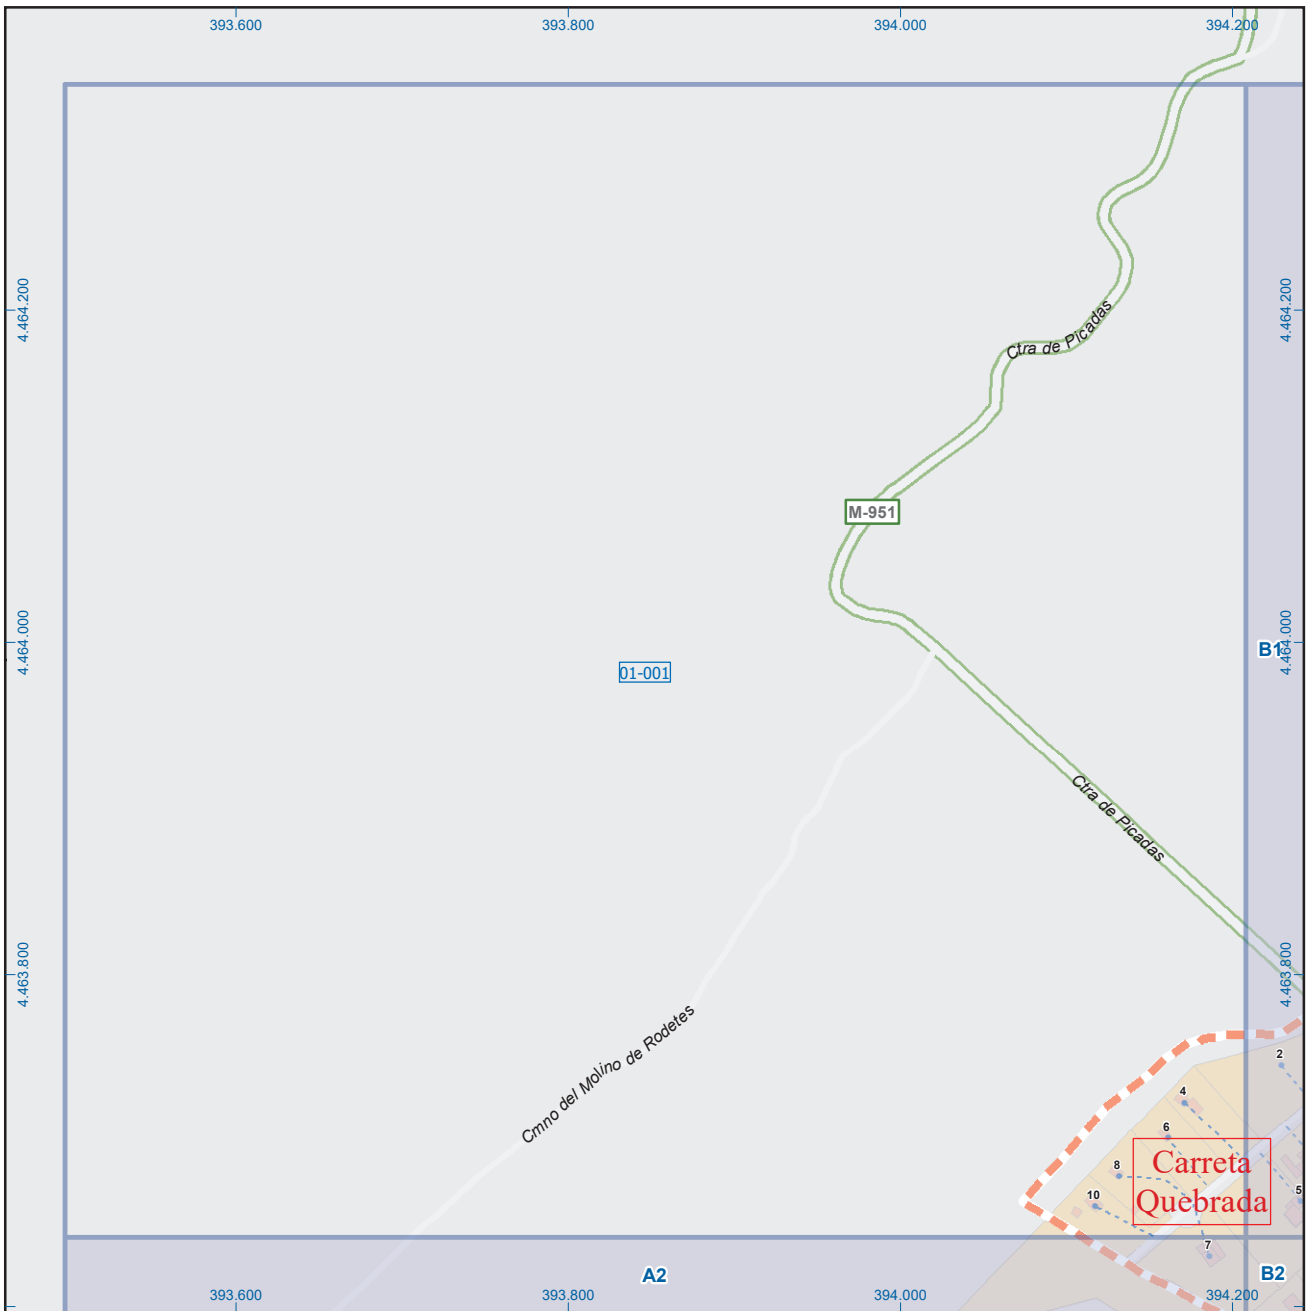 393.600
393.800
394.000
394.200
4.464.200
4.464.200
Ctra de Picadas
M-951
4.464.000
4.464.000
B1
01-001
Ctra de Picadas
4.463.800
4.463.800
Cmno del Molino de Rodetes
2
4
6
8
10
Carreta
Quebrada
5
7
A2
B2
393.600
393.800
394.000
394.200